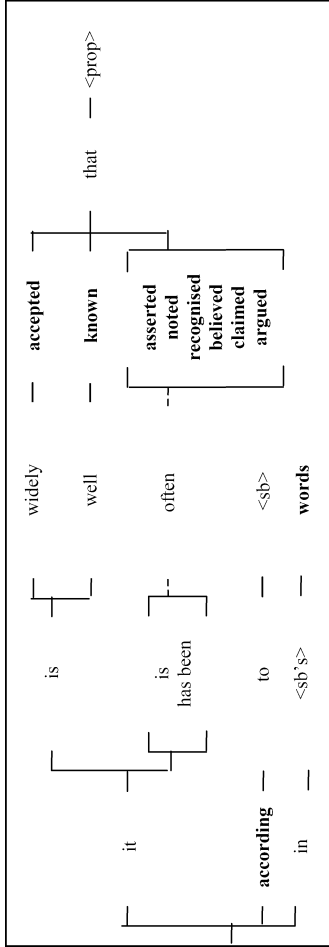 it
according
in
is
is
has been
to
<sb's>
widely
well
often
<sb>
words
accepted
known
asserted
noted
recognised
believed
claimed
argued
that
<prop>